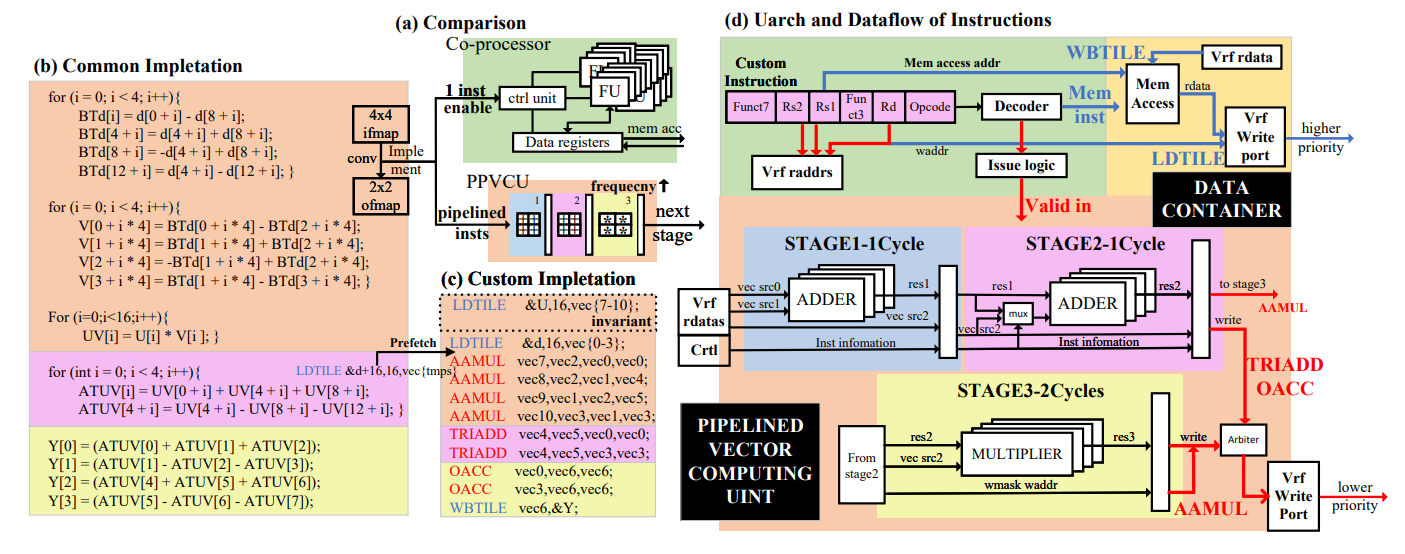 (a) Comparison
Co-processor
1 inst
enable
ctrl unit
FU
Data registers
mem acc
PPVCU
frequecny
1
2
3
pipelined
insts
next
stage
(b) Common Impletation
for (i = 0; i < 4; i++){
BTd[i] = d[0 + i] - d[8 + i];
BTd[4 + i] = d[4 + i] + d[8 + i];
BTd[8 + i] = -d[4 + i] + d[8 + i];
BTd[12 + i] = d[4 + i] - d[12 + i]; }
for (i = 0; i < 4; i++){
V[0 + i * 4] = BTd[0 + i * 4] - BTd[2 + i * 4];
V[1 + i * 4] = BTd[1 + i * 4] + BTd[2 + i * 4];
V[2 + i * 4] = -BTd[1 + i * 4] + BTd[2 + i * 4];
V[3 + i * 4] = BTd[1 + i * 4] - BTd[3 + i * 4]; }
For (i=0;i<16;i++){
UV[i] = U[i] * V[i ]; }
for (int i = 0; i < 4; i++){
ATUV[i] = UV[0 + i] + UV[4 + i] + UV[8 + i];
ATUV[4 + i] = UV[4 + i] - UV[8 + i] - UV[12 + i]; }
Y[0] = (ATUV[0] + ATUV[1] + ATUV[2]);
Y[1] = (ATUV[1] - ATUV[2] - ATUV[3]);
Y[2] = (ATUV[4] + ATUV[5] + ATUV[6]);
Y[3] = (ATUV[5] - ATUV[6] - ATUV[7]);
4x4
ifmap
conv
2x2
ofmap
Imple
ment
Prefetch
LDTILE &d+16,16,vec{tmps}
(c) Custom Impletation
LDTILE &U,16,vec{7-10};
invariant
LDTILE &d,16,vec{0-3};
AAMUL vec7,vec2,vec0,vec0;
AAMUL vec8,vec2,vec1,vec4;
AAMUL vec9,vec1,vec2,vec5;
AAMUL vec10,vec3,vec1,vec3;
TRIADD vec4,vec5,vec0,vec0;
TRIADD vec4,vec5,vec3,vec3;
OACC vec0,vec6,vec6;
OACC vec3,vec6,vec6;
WBTILE vec6,&Y;
(d) Uarch and Dataflow of Instructions
Custom
Instruction
Mem access addr
WBTILE
Vrf rdata
Funct7
Rs2
Rs1
Fun
ct3
Rd
Opcode
Decoder
Mem
inst
Mem
Access
rdata
Vrf
Write
port
higher
priority
waddr
LDTILE
Vrf raddrs
Issue logic
Valid in
DATA
CONTAINER
STAGE1-1Cycle
STAGE2-1Cycle
Vrf
rdatas
Crtl
vec src0
vec src1
ADDER
res1
vec src2
Inst infomation
res1
vec src2
mux
ADDER
res2
Inst infomation
to stage3
AAMUL
write
TRIADD
OACC
STAGE3-2Cycles
PIPELINED
VECTOR
COMPUTING
UINT
From
stage2
res2
vec src2
MULTIPLIER
res3
wmask waddr
write
AAMUL
Arbiter
Vrf
Write
Port
lower
priority